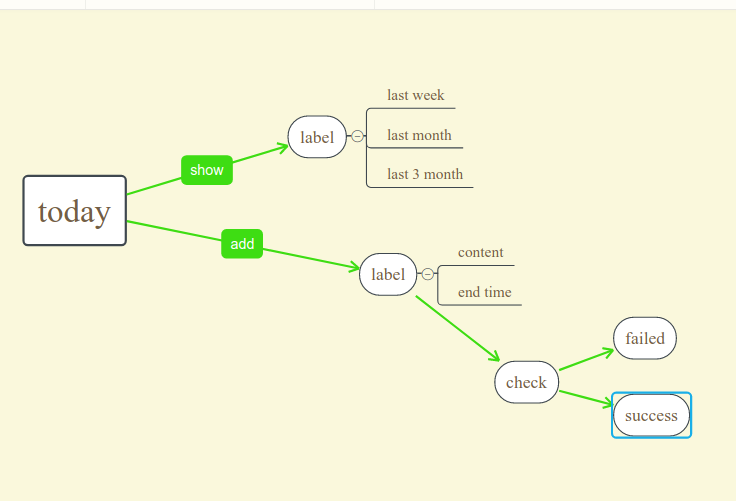 today
show
label
last week
last month
last 3 month
add
label
content
end time
check
failed
success